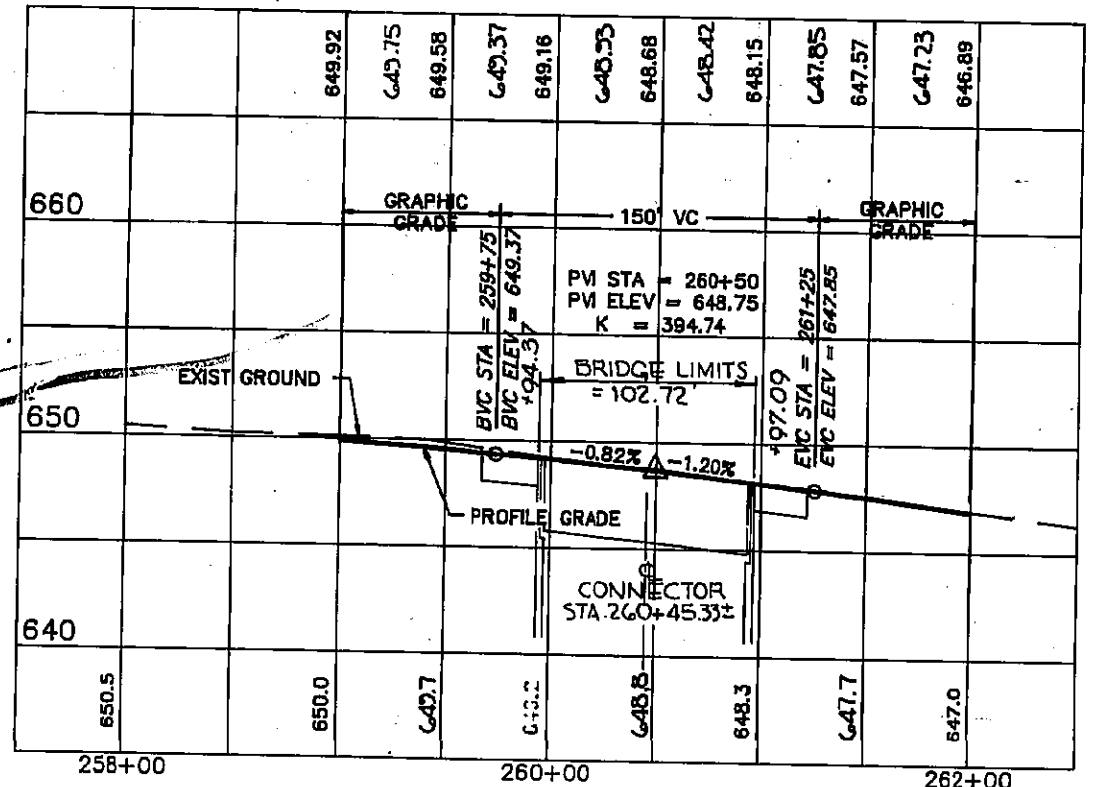 649.92
649.75
649.58
649.37
649.16
648.93
648.68
648.42
648.15
647.85
647.57
647.23
646.89
660
GRAPHIC
GRADE
150' VC
GRAPHIC
GRADE
BVC STA = 259+75
BVC ELEV = 649.37
+94.37
PVI STA = 260+50
PVI ELEV = 648.75
K = 394.74
BRIDGE LIMITS
= 102.72'
+97.09
EVC STA = 261+25
EVC ELEV = 647.85
EXIST GROUND
650
-0.82%
-1.20%
PROFILE GRADE
CONNECTOR
STA.260+45.33±
640
650.5
650.0
649.7
648.8
648.3
647.7
647.0
258+00
260+00
262+00